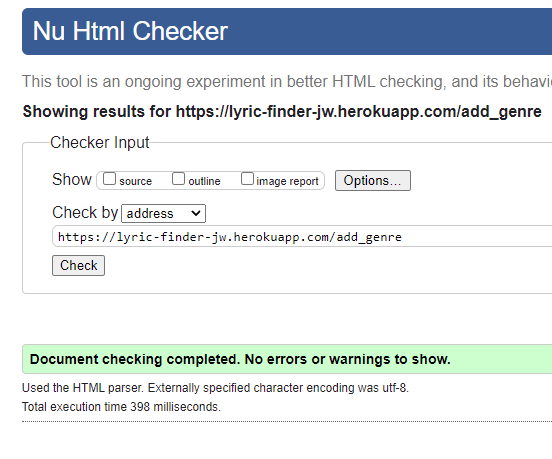 Nu Html Checker
This tool is an ongoing experiment in better HTML checking, and its behavi
Showing results for https://lyric-finder-jw.herokuapp.com/add_genre
Checker Input
Show source outline image report Options...
Check by address
https://lyric-finder-jw.herokuapp.com/add_genre
Check
Document checking completed. No errors or warnings to show.
Used the HTML parser. Externally specified character encoding was utf-8.
Total execution time 398 milliseconds.